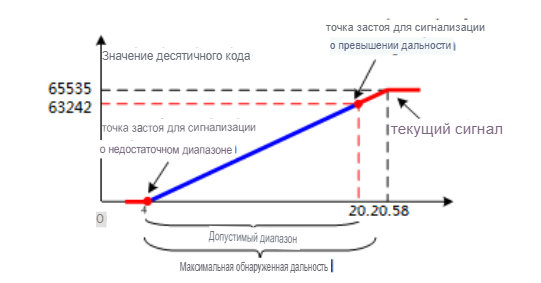 точка застоя для сигнализации
о превышении дальности)
Значение десятичного кода
65535
63242
точка застоя для сигнализации
о недостаточном диапазоне)
текущий сигнал
0
4
20.20.58
Допустимый диапазон
Максимальная обнаруженная дальность